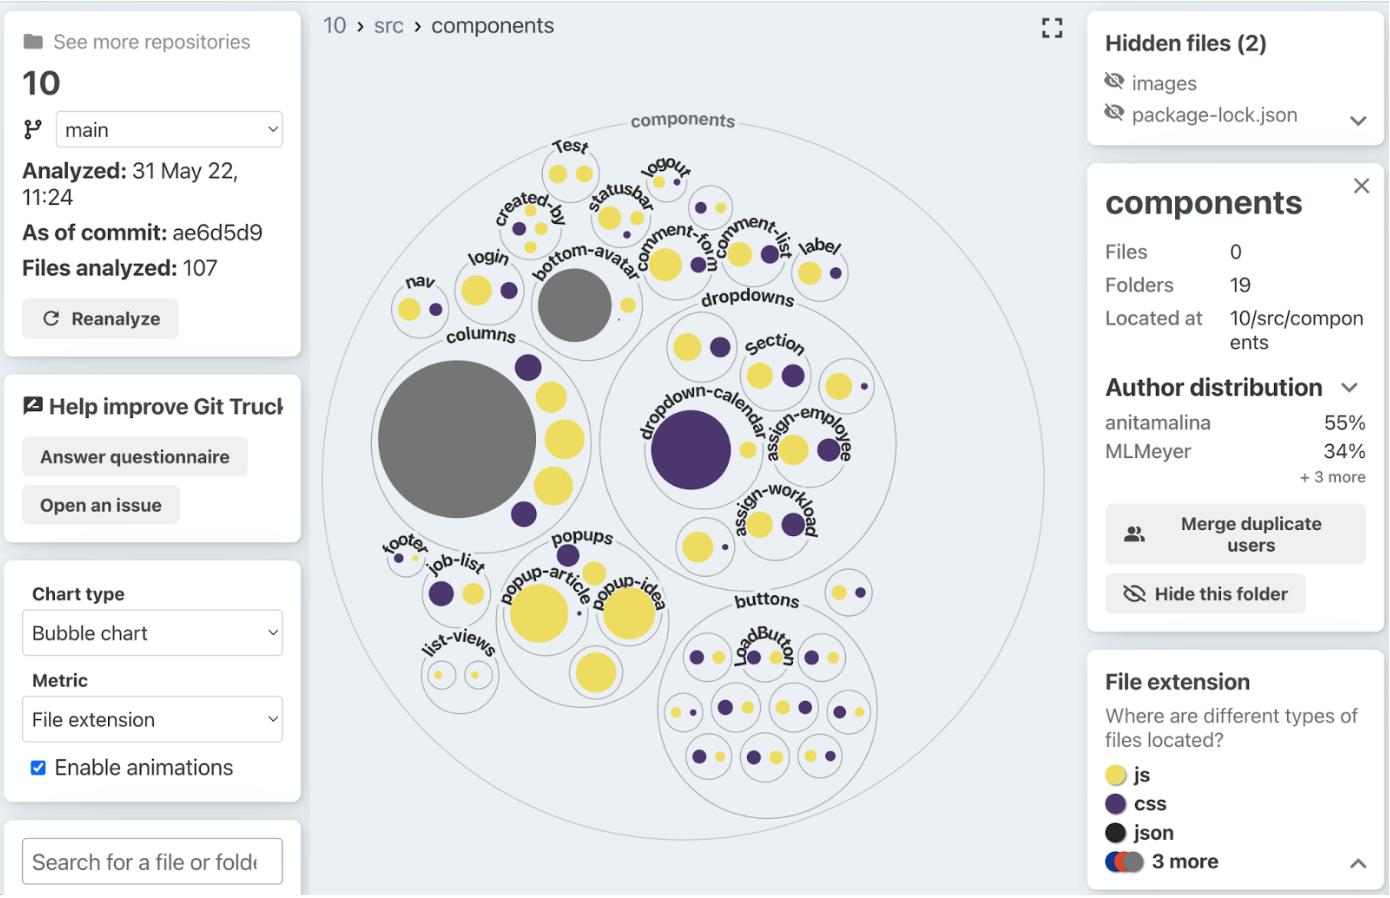 See more repositories
10
main
Analyzed: 31 May 22,
11:24
As of commit: ae6d5d9
Files analyzed: 107
Reanalyze
Help improve Git Truck
Answer questionnaire
Open an issue
Chart type
Bubble chart
Metric
File extension
Enable animations
Search for a file or folde
10 › src › components
components
Test
logout
created-by
statusbar
comment-form
comment-list
label
login
bottom-avatar
nav
dropdowns
columns
Section
dropdown-calendar
assign-employee
assign-workload
footer
job-list
popups
popup-article
popup-idea
list-views
buttons
LoadButton
Hidden files (2)
images
package-lock.json
components
Files 0
Folders 19
Located at 10/src/compon
ents
Author distribution
anitamalina 55%
MLMeyer 34%
+ 3 more
Merge duplicate
users
Hide this folder
File extension
Where are different types of
files located?
js
css
json
3 more